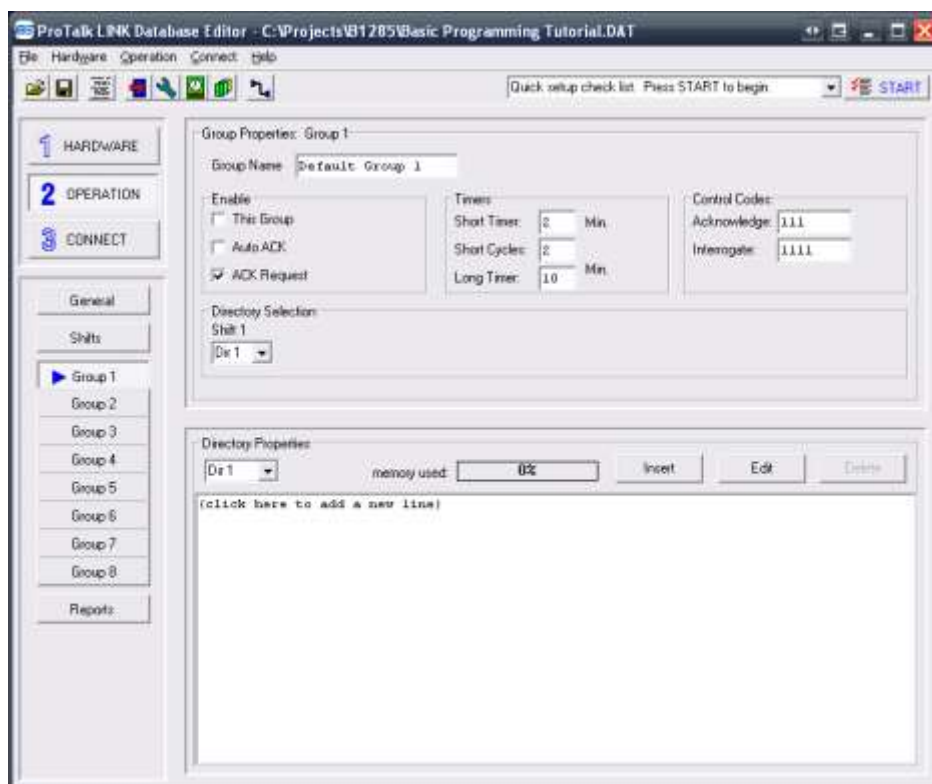 ProTalk LINK Database Editor - C:\Projects\B1285\Basic Programming Tutorial.DAT
File Hardware Operation Connect Help
Quick setup check list. Press START to begin. START
1 HARDWARE
2 OPERATION
3 CONNECT
General
Shifts
Group 1
Group 2
Group 3
Group 4
Group 5
Group 6
Group 7
Group 8
Reports
Group Properties: Group 1
Group Name Default Group 1
Enable
This Group
Auto ACK
ACK Request
Timers
Short Timer: 2 Min.
Short Cycles: 2
Long Timer: 10 Min.
Control Codes:
Acknowledge: 111
Interrogate: 1111
Directory Selection
Shift 1
Dir 1
Directory Properties
Dir 1 memory used: 0% Insert Edit Delete
(click here to add a new line)